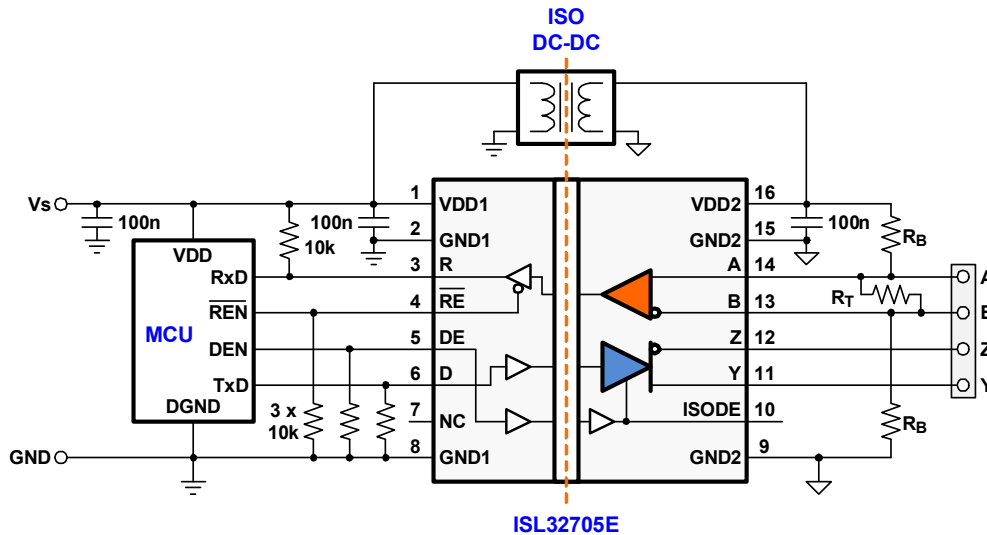 ISO
DC-DC
Vs
100n
VDD
10k
100n
1
VDD1
VDD2
16
100n
RB
2
GND1
GND2
15
RxD
3
R
A
14
A
REN
4
RE
B
13
RT
B
MCU
DEN
5
DE
Z
12
Z
TxD
6
D
Y
11
Y
DGND
3 x
10k
7
NC
ISODE
10
RB
GND
8
GND1
GND2
9
ISL32705E